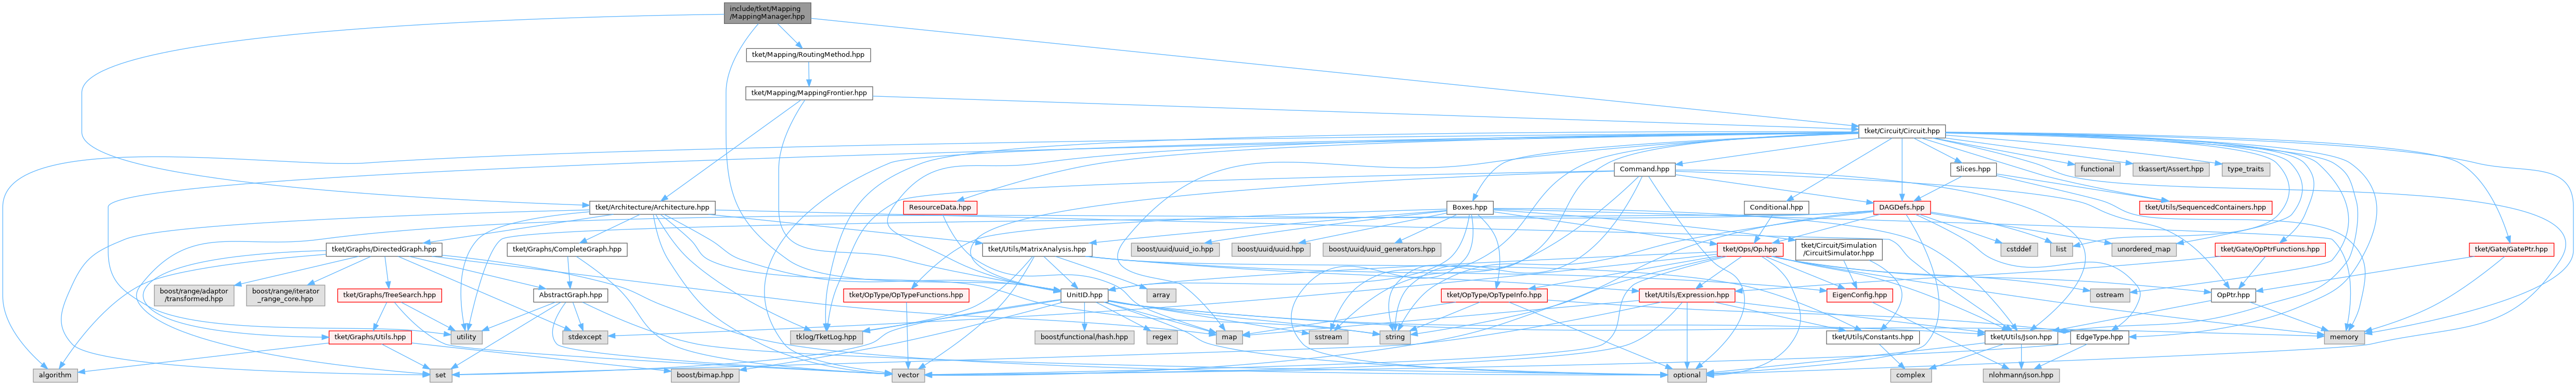 include/tket/Mapping
/MappingManager.hpp
tket/Mapping/RoutingMethod.hpp
tket/Mapping/MappingFrontier.hpp
tket/Circuit/Circuit.hpp
Command.hpp
Slices.hpp
functional
tkassert/Assert.hpp
type_traits
tket/Architecture/Architecture.hpp
ResourceData.hpp
Boxes.hpp
Conditional.hpp
DAGDefs.hpp
tket/Utils/SequencedContainers.hpp
tket/Graphs/DirectedGraph.hpp
tket/Graphs/CompleteGraph.hpp
tket/Utils/MatrixAnalysis.hpp
boost/uuid/uuid_io.hpp
boost/uuid/uuid.hpp
boost/uuid/uuid_generators.hpp
tket/Circuit/Simulation
/CircuitSimulator.hpp
tket/Ops/Op.hpp
cstddef
list
unordered_map
tket/Gate/OpPtrFunctions.hpp
tket/Gate/GatePtr.hpp
boost/range/adaptor
/transformed.hpp
boost/range/iterator
_range_core.hpp
tket/Graphs/TreeSearch.hpp
AbstractGraph.hpp
tket/OpType/OpTypeFunctions.hpp
UnitID.hpp
array
tket/OpType/OpTypeInfo.hpp
tket/Utils/Expression.hpp
EigenConfig.hpp
ostream
OpPtr.hpp
tket/Graphs/Utils.hpp
utility
stdexcept
tklog/TketLog.hpp
boost/functional/hash.hpp
regex
map
sstream
string
tket/Utils/Constants.hpp
tket/Utils/Json.hpp
EdgeType.hpp
memory
algorithm
set
boost/bimap.hpp
vector
optional
complex
nlohmann/json.hpp